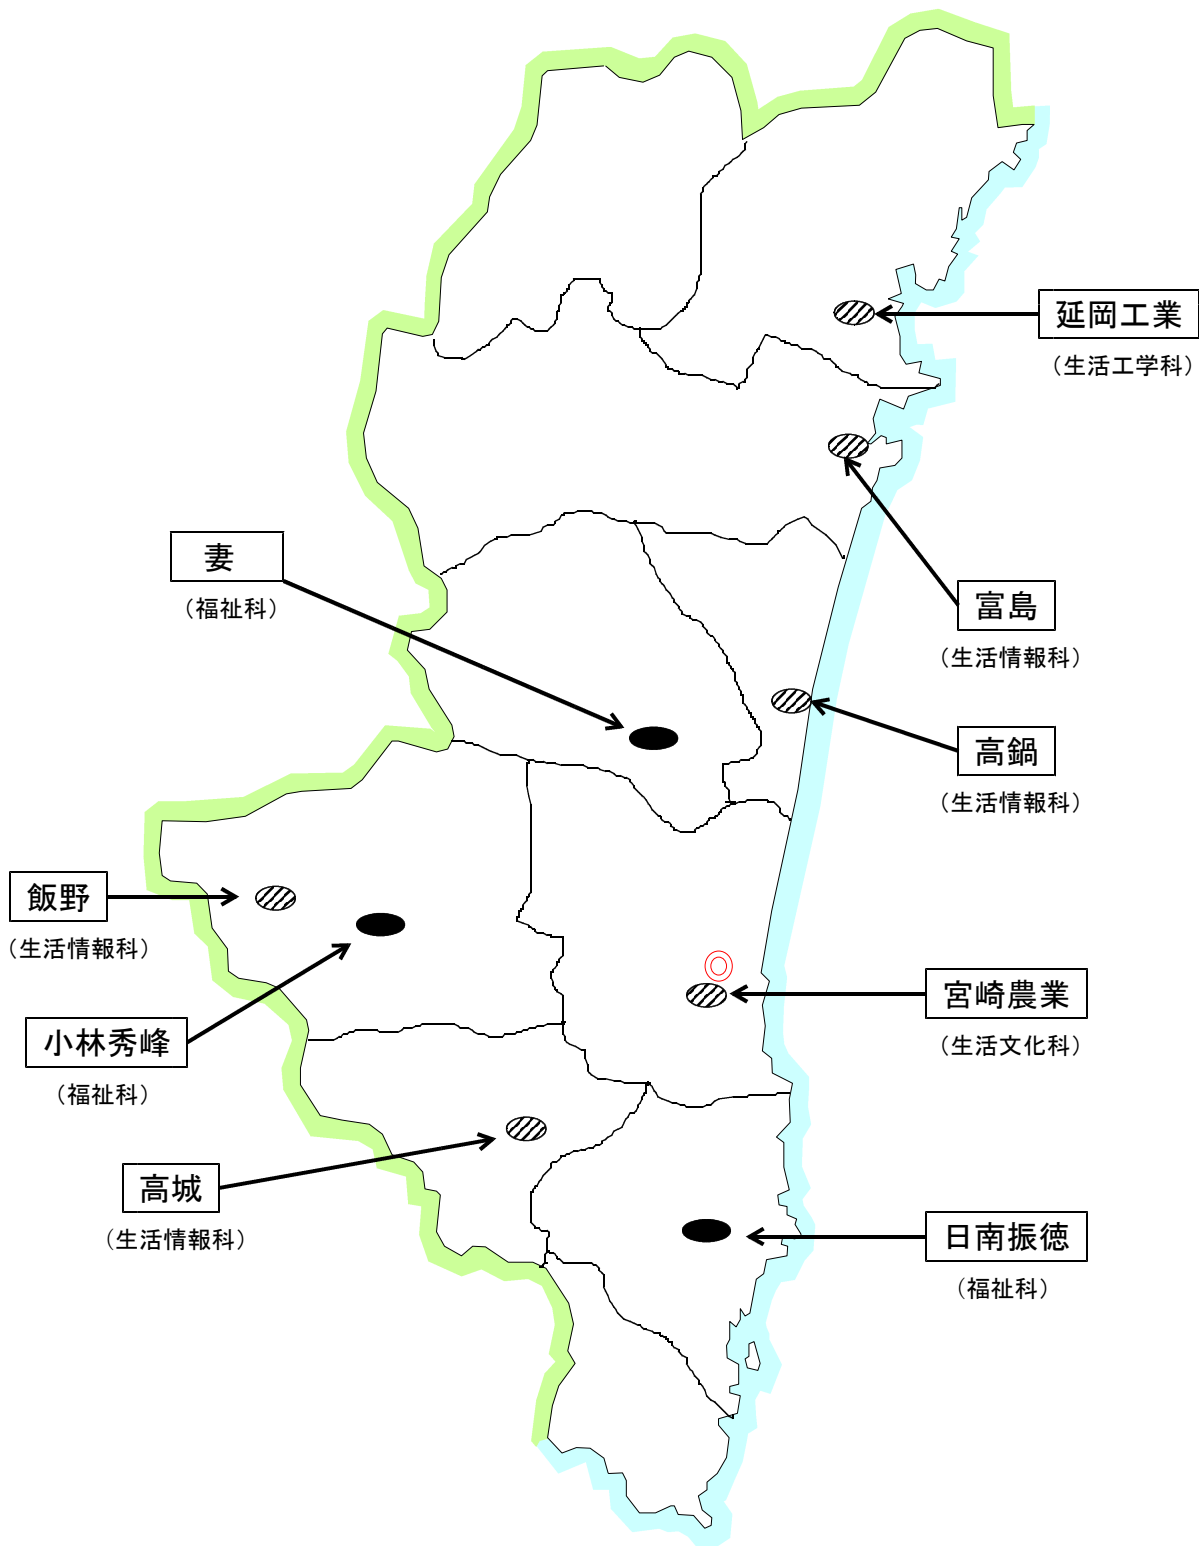 延岡工業
（生活工学科）
妻
（福祉科）
富島
（生活情報科）
高鍋
（生活情報科）
飯野
（生活情報科）
宮崎農業
（生活文化科）
小林秀峰
（福祉科）
高城
（生活情報科）
日南振徳
（福祉科）